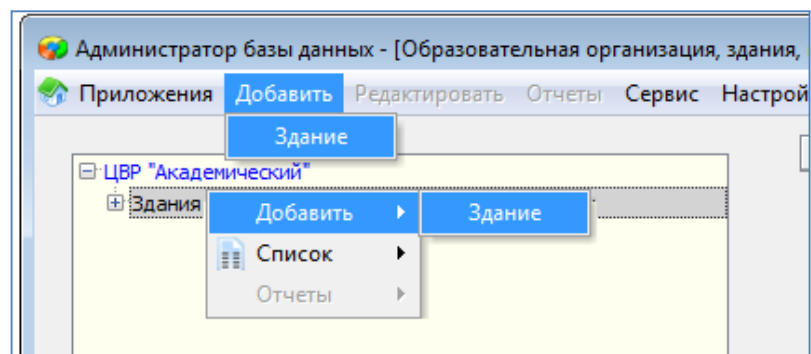 Администратор базы данных - [Образовательная организация, здания,
Приложения Добавить Редактировать Отчеты Сервис Настрой
Здание
ЦВР "Академический"
Здания
Добавить Здание
Список
Отчеты